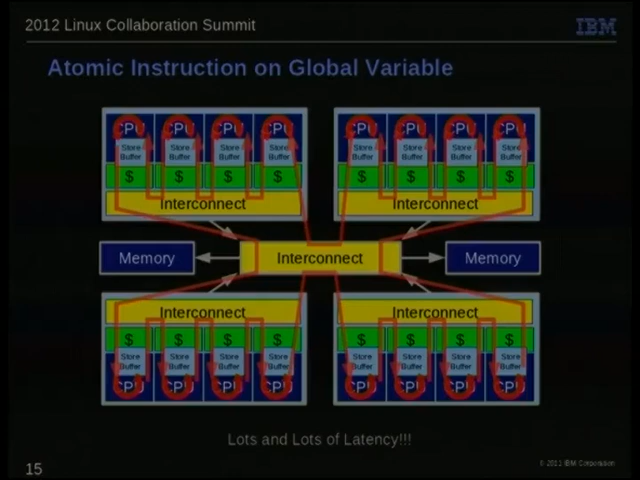 2012 Linux Collaboration Summit
IBM
Atomic Instruction on Global Variable
CPU CPU CPU CPU CPU CPU CPU CPU
Store Buffer Store Buffer Store Buffer Store Buffer Store Buffer Store Buffer Store Buffer Store Buffer
$ $ $ $ $ $ $ $
Interconnect Interconnect
Memory Interconnect Memory
Interconnect Interconnect
$ $ $ $ $ $ $ $
Store Buffer Store Buffer Store Buffer Store Buffer Store Buffer Store Buffer Store Buffer Store Buffer
CPU CPU CPU CPU CPU CPU CPU CPU
Lots and Lots of Latency!!!
15
© 2011 IBM Corporation